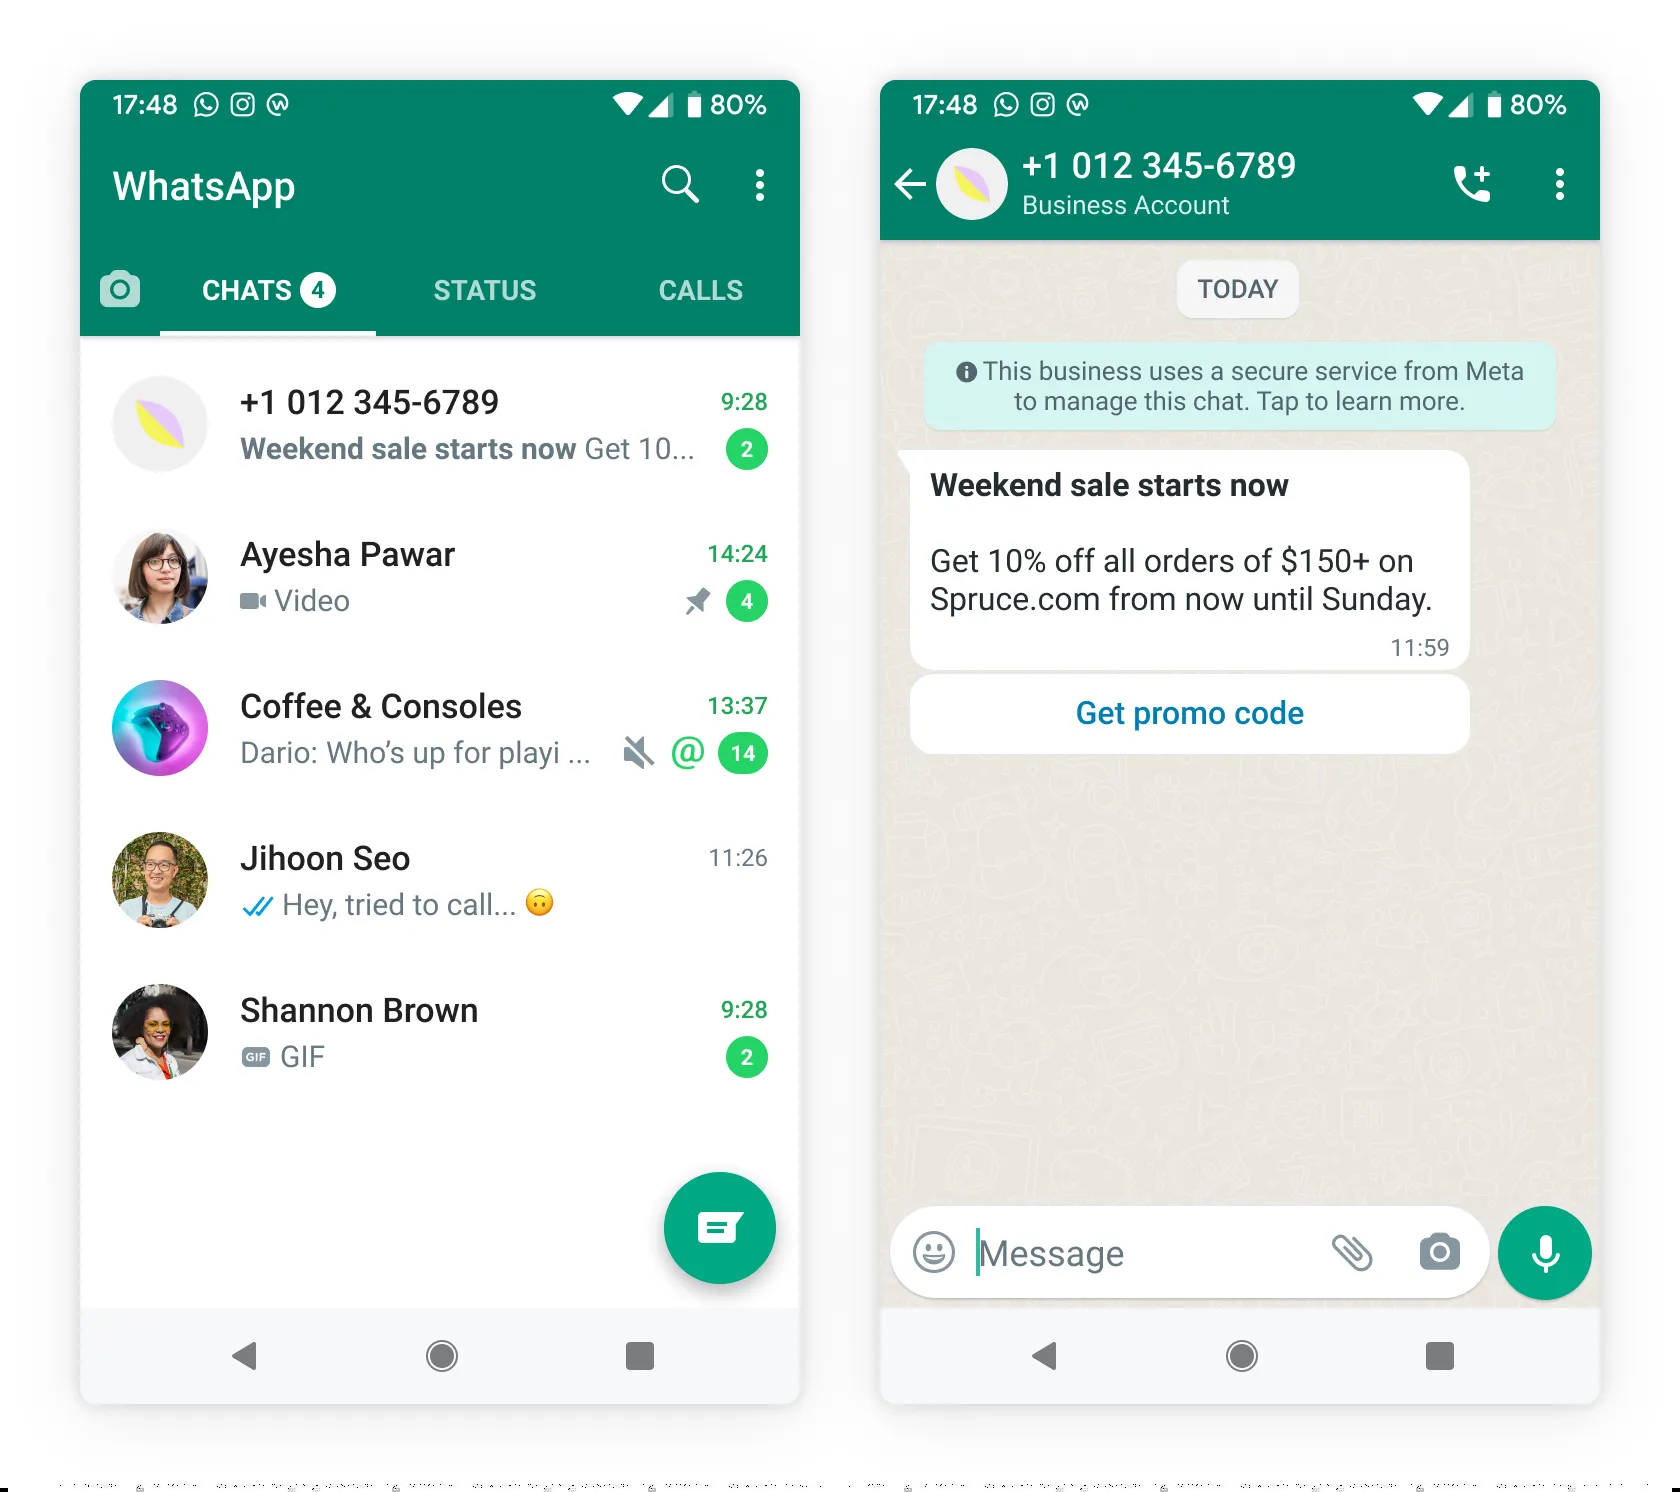 17:48 80%
WhatsApp
CHATS 4 STATUS CALLS
+1 012 345-6789 9:28
Weekend sale starts now Get 10... 2
Ayesha Pawar 14:24
Video 4
Coffee & Consoles 13:37
Dario: Who’s up for playi ... @ 14
Jihoon Seo 11:26
Hey, tried to call... 🙃
Shannon Brown 9:28
GIF GIF 2
17:48 80%
+1 012 345-6789
Business Account
TODAY
This business uses a secure service from Meta
to manage this chat. Tap to learn more.
Weekend sale starts now
Get 10% off all orders of $150+ on
Spruce.com from now until Sunday.
11:59
Get promo code
Message